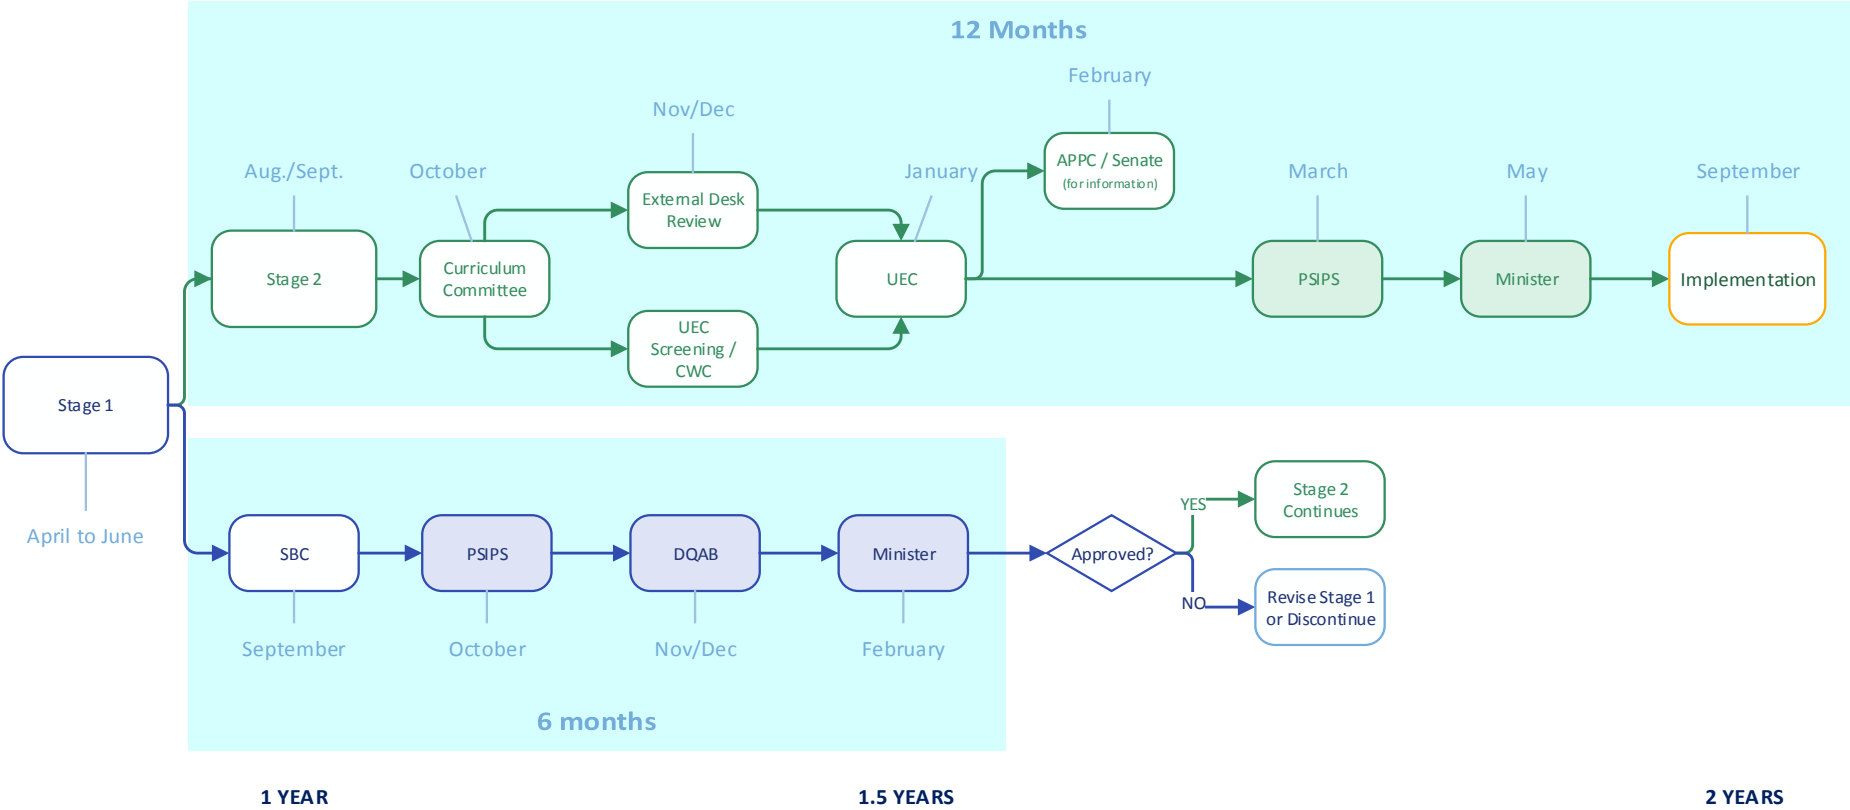 12 Months
February
Nov/Dec
Aug./Sept.
October
January
March
May
September
APPC / Senate
(for information)
External Desk
Review
Stage 2
Curriculum
Committee
UEC
PSIPS
Minister
Implementation
UEC
Screening /
CWC
Stage 1
April to June
SBC
PSIPS
DQAB
Minister
Approved?
YES
Stage 2
Continues
NO
Revise Stage 1
or Discontinue
September
October
Nov/Dec
February
6 months
1 YEAR
1.5 YEARS
2 YEARS